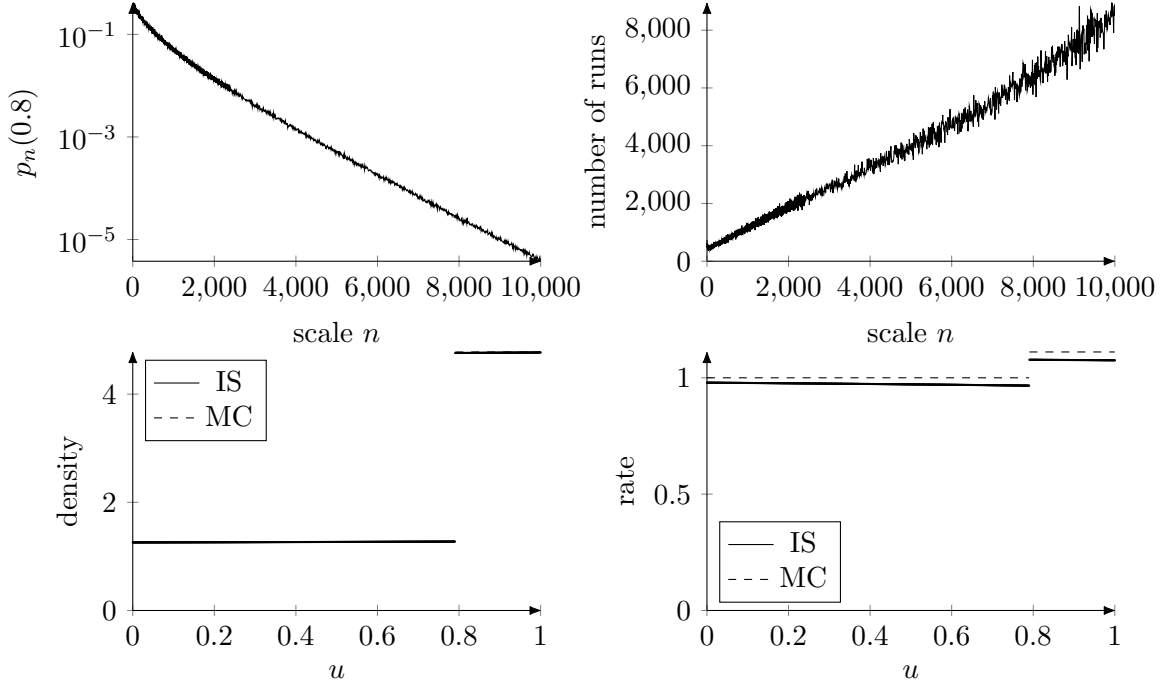 10⁻¹
10⁻³
10⁻⁵
pₙ(0.8)
0 2,000 4,000 6,000 8,000 10,000
scale n
8,000
6,000
4,000
2,000
0
number of runs
0 2,000 4,000 6,000 8,000 10,000
scale n
4
2
0
density
IS
MC
0 0.2 0.4 0.6 0.8 1
u
1
0.5
0
rate
IS
MC
0 0.2 0.4 0.6 0.8 1
u